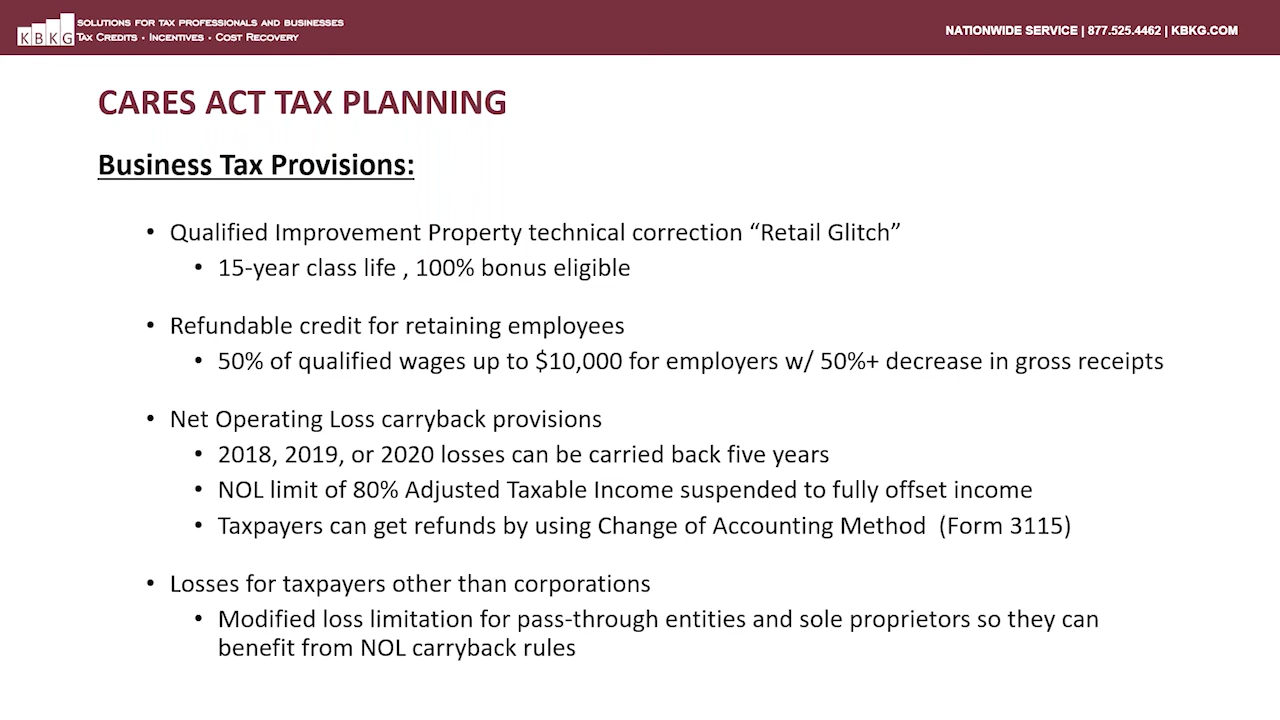 KBKG
SOLUTIONS FOR TAX PROFESSIONALS AND BUSINESSES
TAX CREDITS • INCENTIVES • COST RECOVERY
NATIONWIDE SERVICE | 877.525.4462 | KBKG.COM
CARES ACT TAX PLANNING
Business Tax Provisions:
• Qualified Improvement Property technical correction “Retail Glitch”
• 15-year class life , 100% bonus eligible
• Refundable credit for retaining employees
• 50% of qualified wages up to $10,000 for employers w/ 50%+ decrease in gross receipts
• Net Operating Loss carryback provisions
• 2018, 2019, or 2020 losses can be carried back five years
• NOL limit of 80% Adjusted Taxable Income suspended to fully offset income
• Taxpayers can get refunds by using Change of Accounting Method (Form 3115)
• Losses for taxpayers other than corporations
• Modified loss limitation for pass-through entities and sole proprietors so they can
benefit from NOL carryback rules